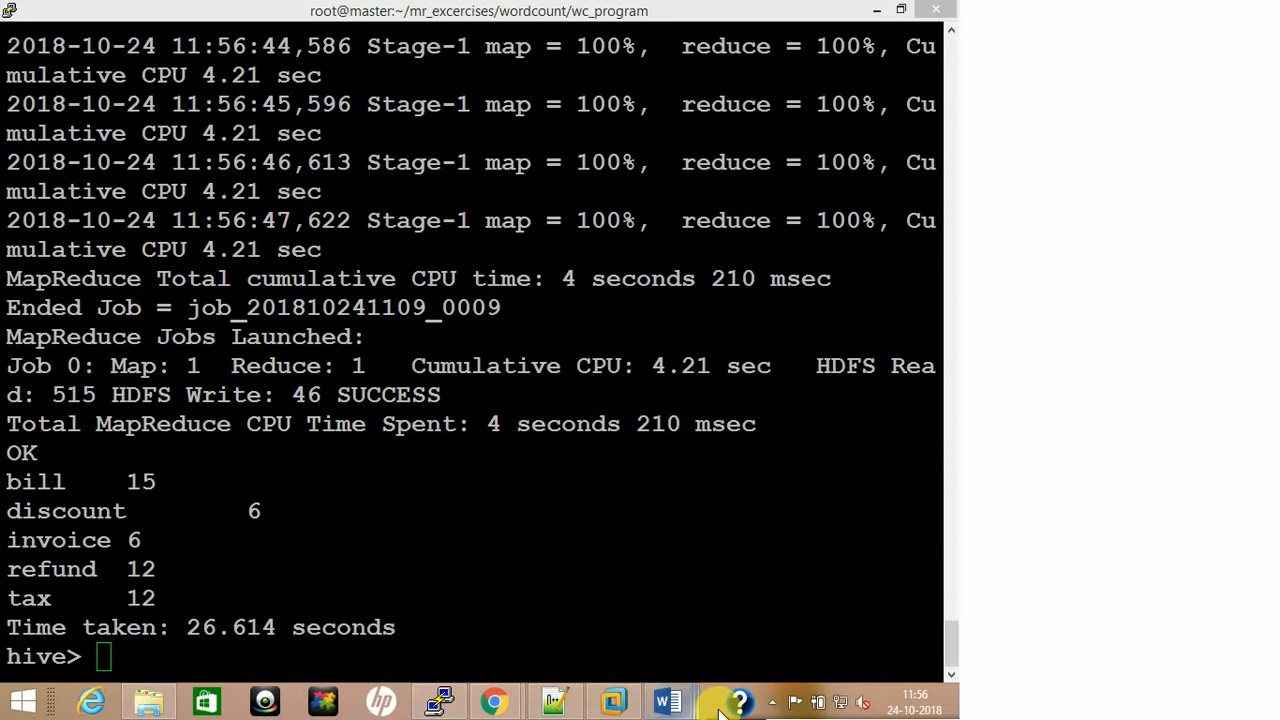 root@master:~/mr_excercises/wordcount/wc_program
2018-10-24 11:56:44,586 Stage-1 map = 100%,  reduce = 100%, Cu
mulative CPU 4.21 sec
2018-10-24 11:56:45,596 Stage-1 map = 100%,  reduce = 100%, Cu
mulative CPU 4.21 sec
2018-10-24 11:56:46,613 Stage-1 map = 100%,  reduce = 100%, Cu
mulative CPU 4.21 sec
2018-10-24 11:56:47,622 Stage-1 map = 100%,  reduce = 100%, Cu
mulative CPU 4.21 sec
MapReduce Total cumulative CPU time: 4 seconds 210 msec
Ended Job = job_201810241109_0009
MapReduce Jobs Launched:
Job 0: Map: 1  Reduce: 1   Cumulative CPU: 4.21 sec   HDFS Rea
d: 515 HDFS Write: 46 SUCCESS
Total MapReduce CPU Time Spent: 4 seconds 210 msec
OK
bill    15
discount        6
invoice 6
refund  12
tax     12
Time taken: 26.614 seconds
hive>
hp
11:56
24-10-2018